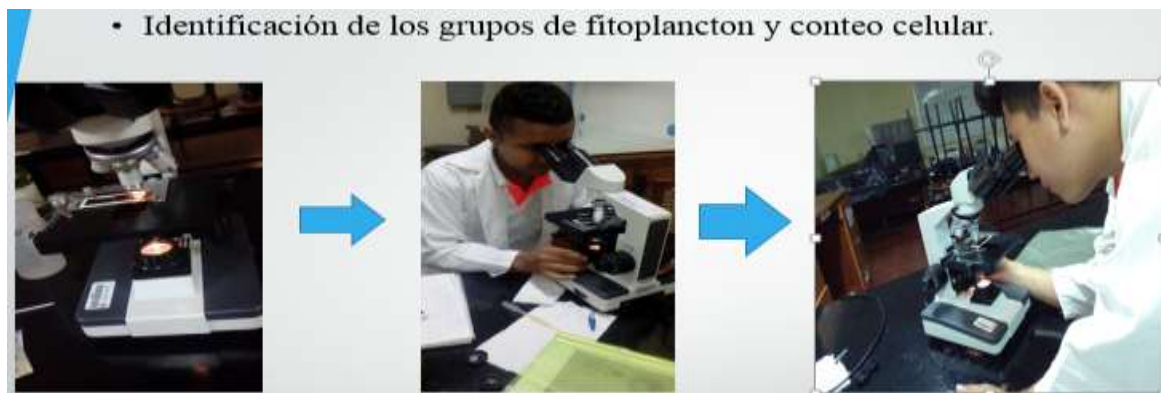 • Identificación de los grupos de fitoplancton y conteo celular.